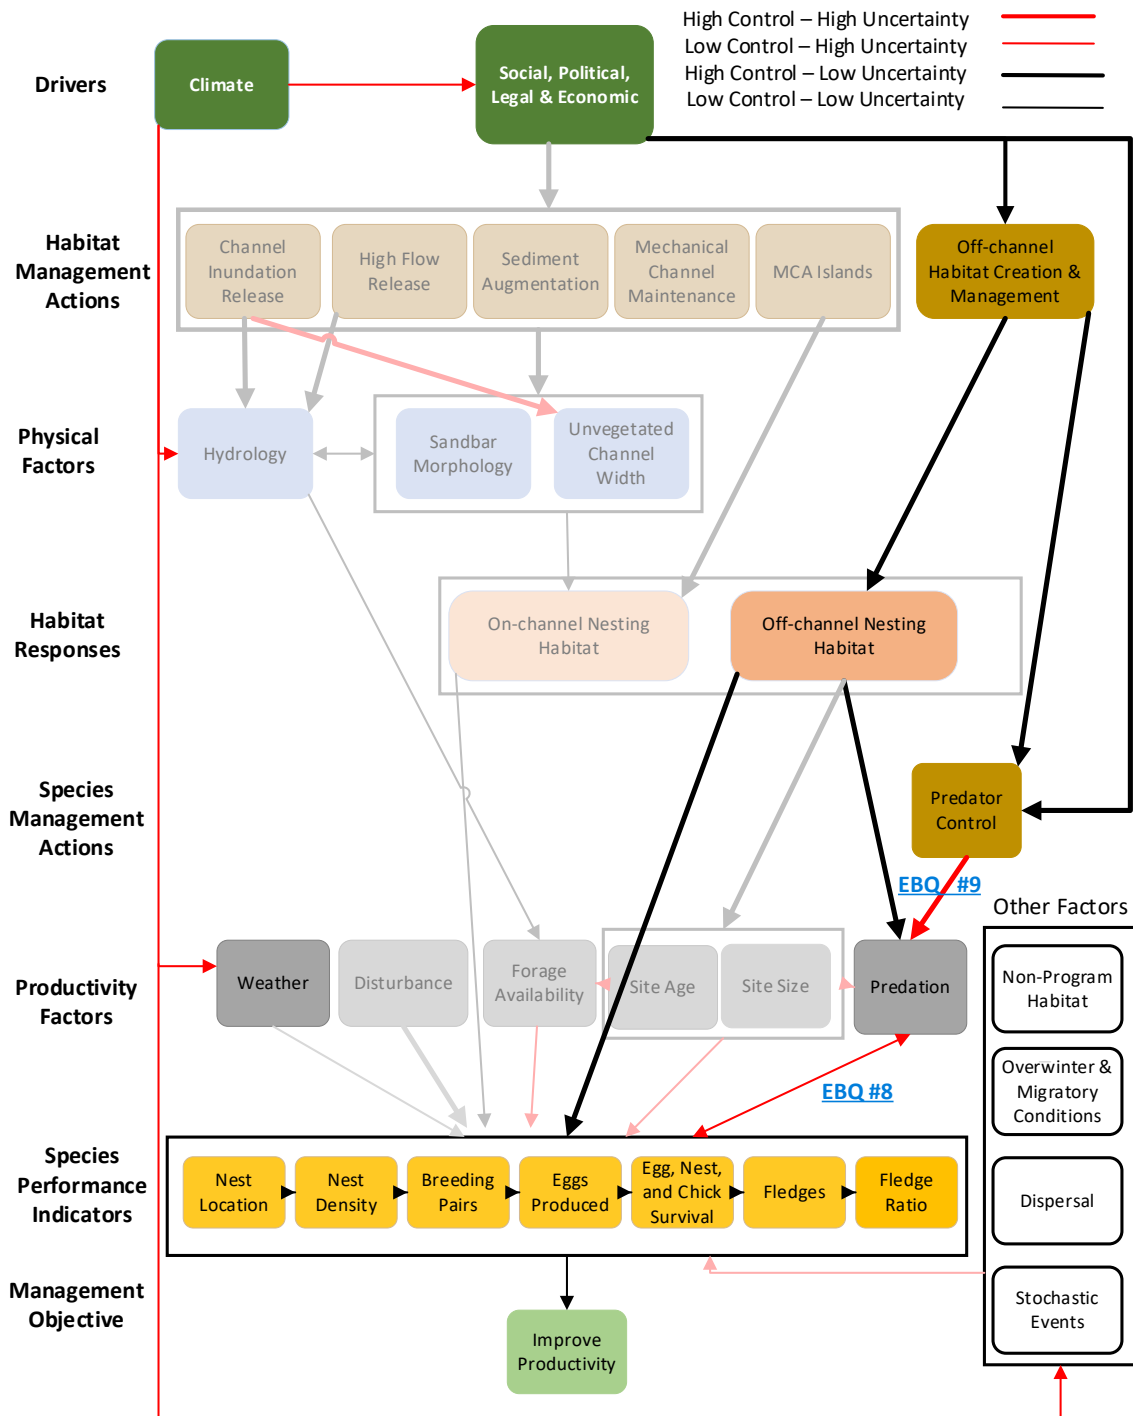 High Control – High Uncertainty
Low Control – High Uncertainty
High Control – Low Uncertainty
Low Control – Low Uncertainty
Drivers
Climate
Social, Political,
Legal & Economic
Habitat
Management
Actions
Channel
Inundation
Release
High Flow
Release
Sediment
Augmentation
Mechanical
Channel
Maintenance
MCA Islands
Off-channel
Habitat Creation &
Management
Physical
Factors
Hydrology
Sandbar
Morphology
Unvegetated
Channel
Width
Habitat
Responses
On-channel Nesting
Habitat
Off-channel Nesting
Habitat
Species
Management
Actions
Predator
Control
EBQ #9
Other Factors
Productivity
Factors
Weather
Disturbance
Forage
Availability
Site Age
Site Size
Predation
Non-Program
Habitat
Overwinter &
Migratory
Conditions
Dispersal
Stochastic
Events
EBQ #8
Species
Performance
Indicators
Nest
Location
Nest
Density
Breeding
Pairs
Eggs
Produced
Egg, Nest,
and Chick
Survival
Fledges
Fledge
Ratio
Management
Objective
Improve
Productivity